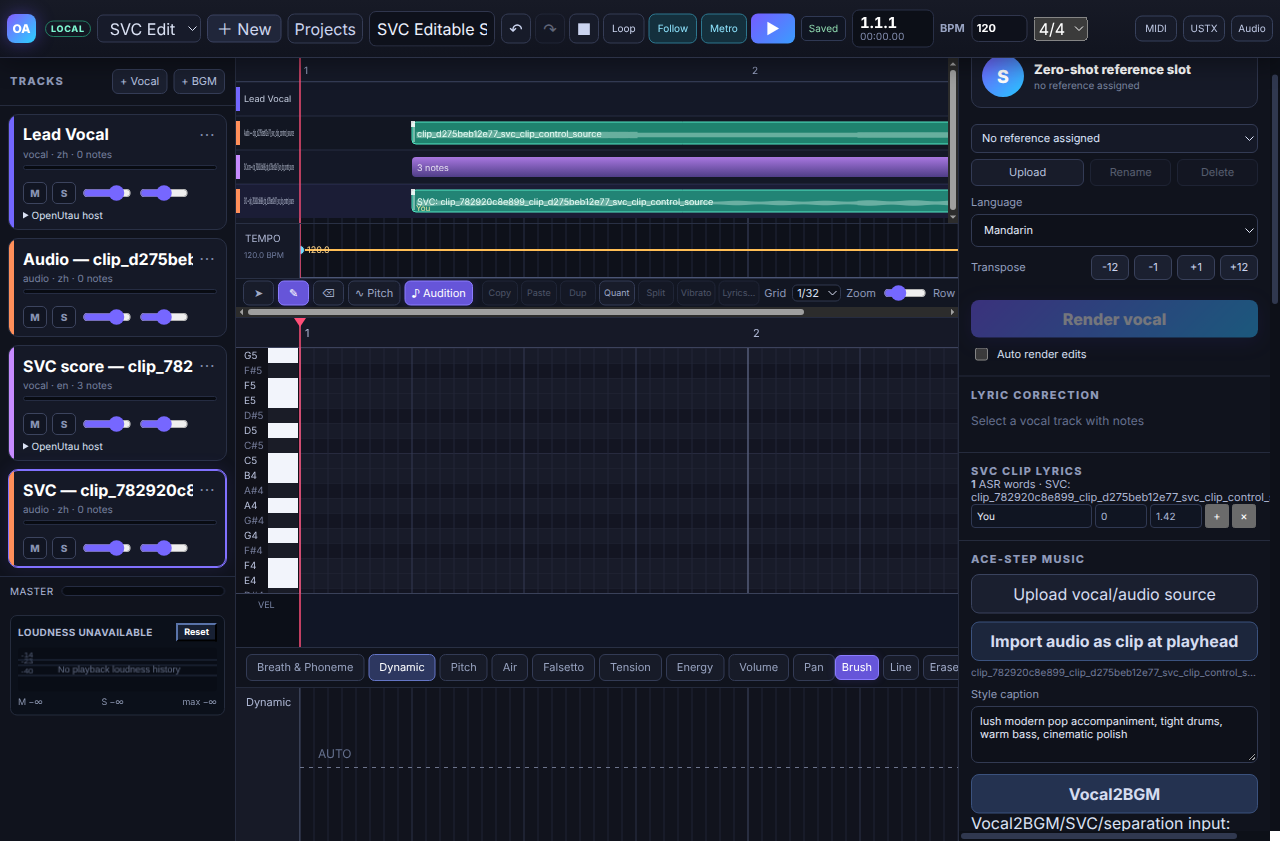 OA LOCAL SVC Edit + New Projects SVC Editable S Loop Follow Metro Saved 1.1.1 00:00.00 BPM 120 4/4 MIDI USTX Audio
TRACKS + Vocal + BGM
Lead Vocal ...
vocal · zh · 0 notes
M S
OpenUtau host
Audio — clip_d275beb ...
audio · zh · 0 notes
M S
SVC score — clip_782 ...
vocal · en · 3 notes
M S
OpenUtau host
SVC — clip_782920c8 ...
audio · zh · 0 notes
M S
MASTER
LOUDNESS UNAVAILABLE Reset
-14
-23
-40
No playback loudness history
M −∞ S −∞ max −∞
1 2
Lead Vocal
clip_d275beb12e77_svc_clip_control_source
3 notes
SVC: clip_782920c8e899_clip_d275beb12e77_svc_clip_control_source
You
TEMPO
120.0 BPM
120.0
Pitch Audition Copy Paste Dup Quant Split Vibrato Lyrics... Grid 1/32 Zoom Row
1 2
G5
F#5
F5
E5
D#5
D5
C#5
C5
B4
A#4
A4
G#4
G4
F#4
F4
E4
VEL
Breath & Phoneme Dynamic Pitch Air Falsetto Tension Energy Volume Pan Brush Line Erase
Dynamic
AUTO
S
Zero-shot reference slot
no reference assigned
No reference assigned
Upload Rename Delete
Language
Mandarin
Transpose -12 -1 +1 +12
Render vocal
Auto render edits
LYRIC CORRECTION
Select a vocal track with notes
SVC CLIP LYRICS
1 ASR words · SVC:
clip_782920c8e899_clip_d275beb12e77_svc_clip_control_
You 0 1.42 + ×
ACE-STEP MUSIC
Upload vocal/audio source
Import audio as clip at playhead
clip_782920c8e899_clip_d275beb12e77_svc_clip_control_s...
Style caption
lush modern pop accompaniment, tight drums,
warm bass, cinematic polish
Vocal2BGM
Vocal2BGM/SVC/separation input: